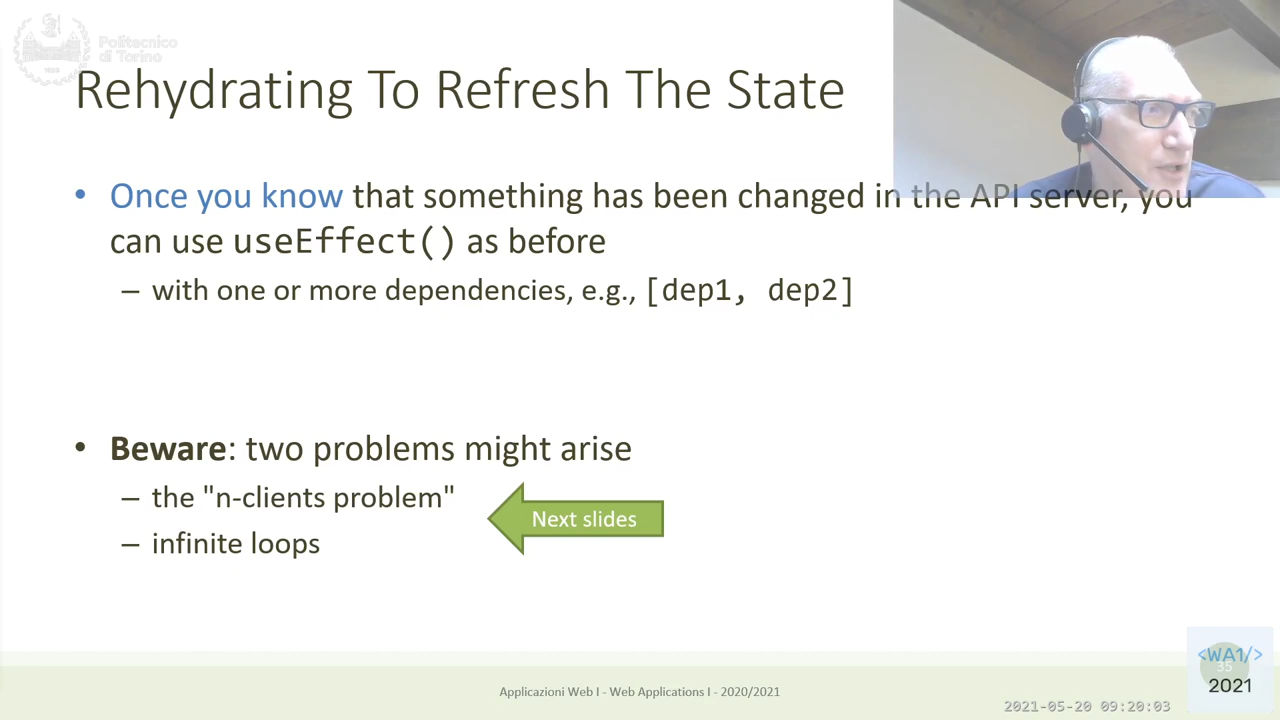 Politecnico
di Torino
Rehydrating To Refresh The State
• Once you know that something has been changed in the API server, you
can use useEffect() as before
– with one or more dependencies, e.g., [dep1, dep2]
• Beware: two problems might arise
– the "n-clients problem"
– infinite loops
Next slides
Applicazioni Web I - Web Applications I - 2020/2021
<WA1/>
35
2021
2021-05-20 09:20:03